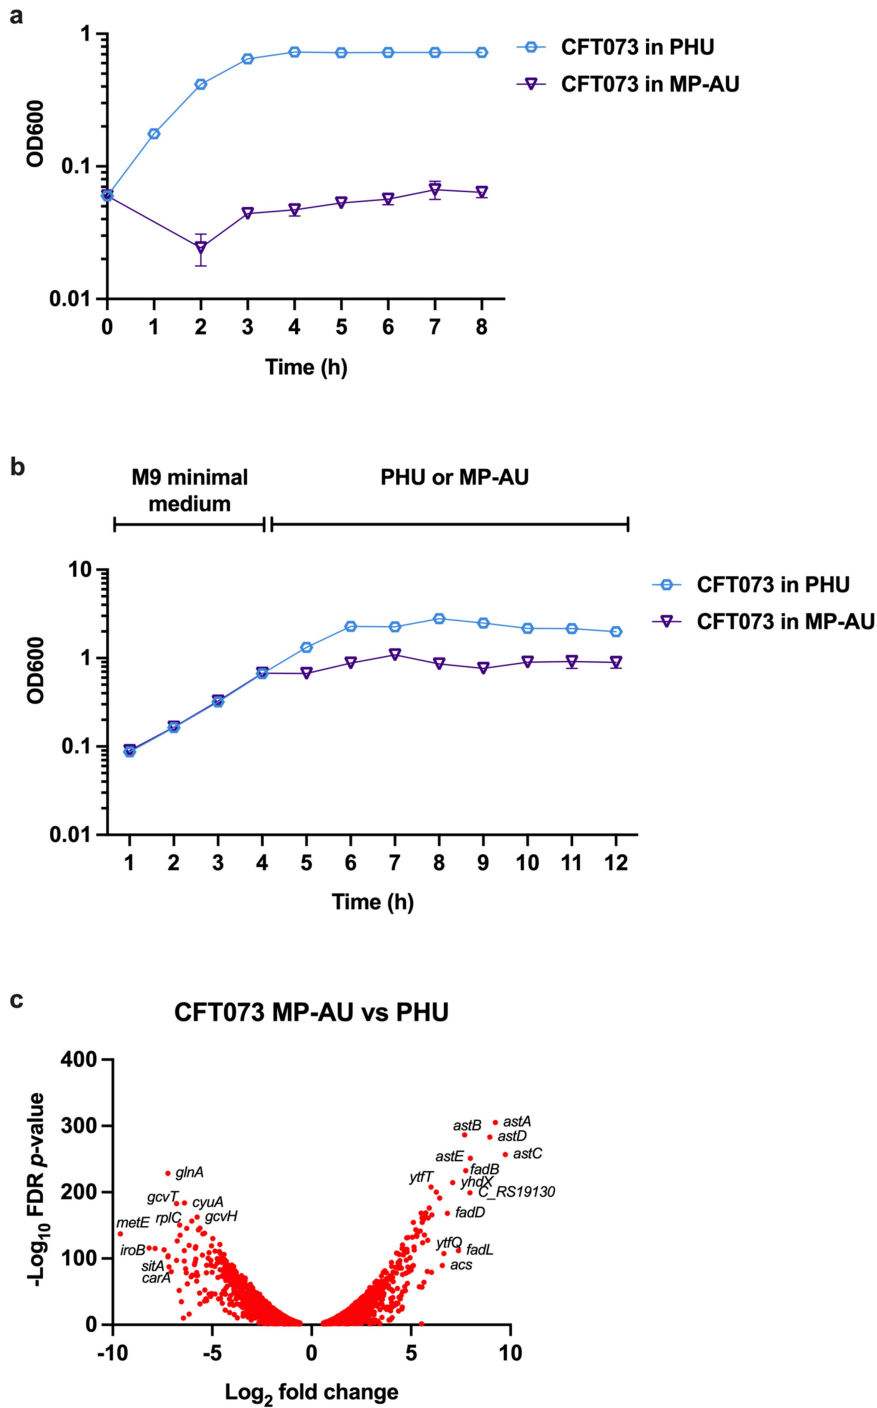 a
1
0.1
0.01
OD600
0 1 2 3 4 5 6 7 8
Time (h)
CFT073 in PHU
CFT073 in MP-AU
b
M9 minimal
medium
PHU or MP-AU
10
1
0.1
0.01
OD600
1 2 3 4 5 6 7 8 9 10 11 12
Time (h)
CFT073 in PHU
CFT073 in MP-AU
c
CFT073 MP-AU vs PHU
400
300
200
100
0
-Log10 FDR p-value
astB
astA
astD
astC
astE
fadB
ytfT
yhdX
C_RS19130
fadD
ytfQ
fadL
acs
glnA
gcvT
cyuA
rplC
gcvH
metE
iroB
sitA
carA
-10 -5 0 5 10
Log2 fold change